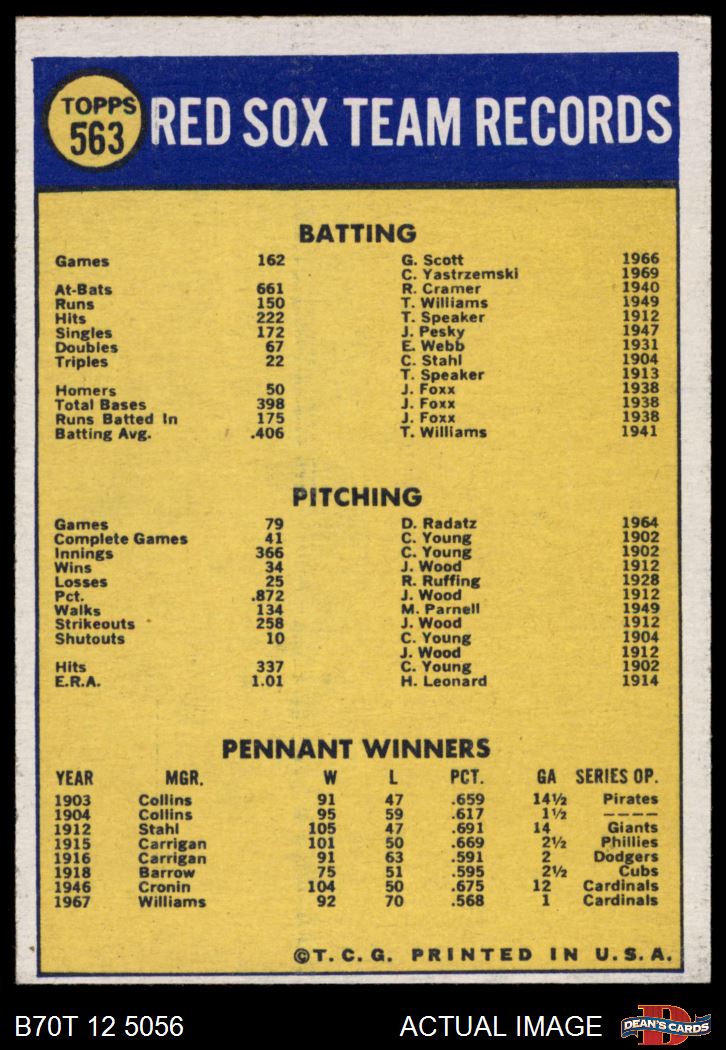 TOPPS
563
RED SOX TEAM RECORDS
BATTING
Games 162 G. Scott 1966
C. Yastrzemski 1969
At-Bats 661 R. Cramer 1940
Runs 150 T. Williams 1949
Hits 222 T. Speaker 1912
Singles 172 J. Pesky 1947
Doubles 67 E. Webb 1931
Triples 22 C. Stahl 1904
T. Speaker 1913
Homers 50 J. Foxx 1938
Total Bases 398 J. Foxx 1938
Runs Batted In 175 J. Foxx 1938
Batting Avg. .406 T. Williams 1941
PITCHING
Games 79 D. Radatz 1964
Complete Games 41 C. Young 1902
Innings 366 C. Young 1902
Wins 34 J. Wood 1912
Losses 25 R. Ruffing 1928
Pct. .872 J. Wood 1912
Walks 134 M. Parnell 1949
Strikeouts 258 J. Wood 1912
Shutouts 10 C. Young 1904
J. Wood 1912
Hits 337 C. Young 1902
E.R.A. 1.01 H. Leonard 1914
PENNANT WINNERS
YEAR MGR. W L PCT. GA SERIES OP.
1903 Collins 91 47 .659 14½ Pirates
1904 Collins 95 59 .617 1½ ----
1912 Stahl 105 47 .691 14 Giants
1915 Carrigan 101 50 .669 2½ Phillies
1916 Carrigan 91 63 .591 2 Dodgers
1918 Barrow 75 51 .595 2½ Cubs
1946 Cronin 104 50 .675 12 Cardinals
1967 Williams 92 70 .568 1 Cardinals
©T.C.G. PRINTED IN U.S.A.
B70T 12 5056 ACTUAL IMAGE D DEAN'S CARDS